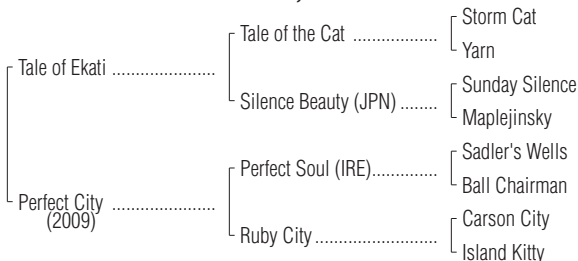 Storm Cat
Tale of the Cat ..................
Yarn
Tale of Ekati ......................
Sunday Silence
Silence Beauty (JPN) ........
Maplejinsky
Sadler's Wells
Perfect Soul (IRE)..............
Ball Chairman
Perfect City ......................
(2009)
Carson City
Ruby City..........................
Island Kitty